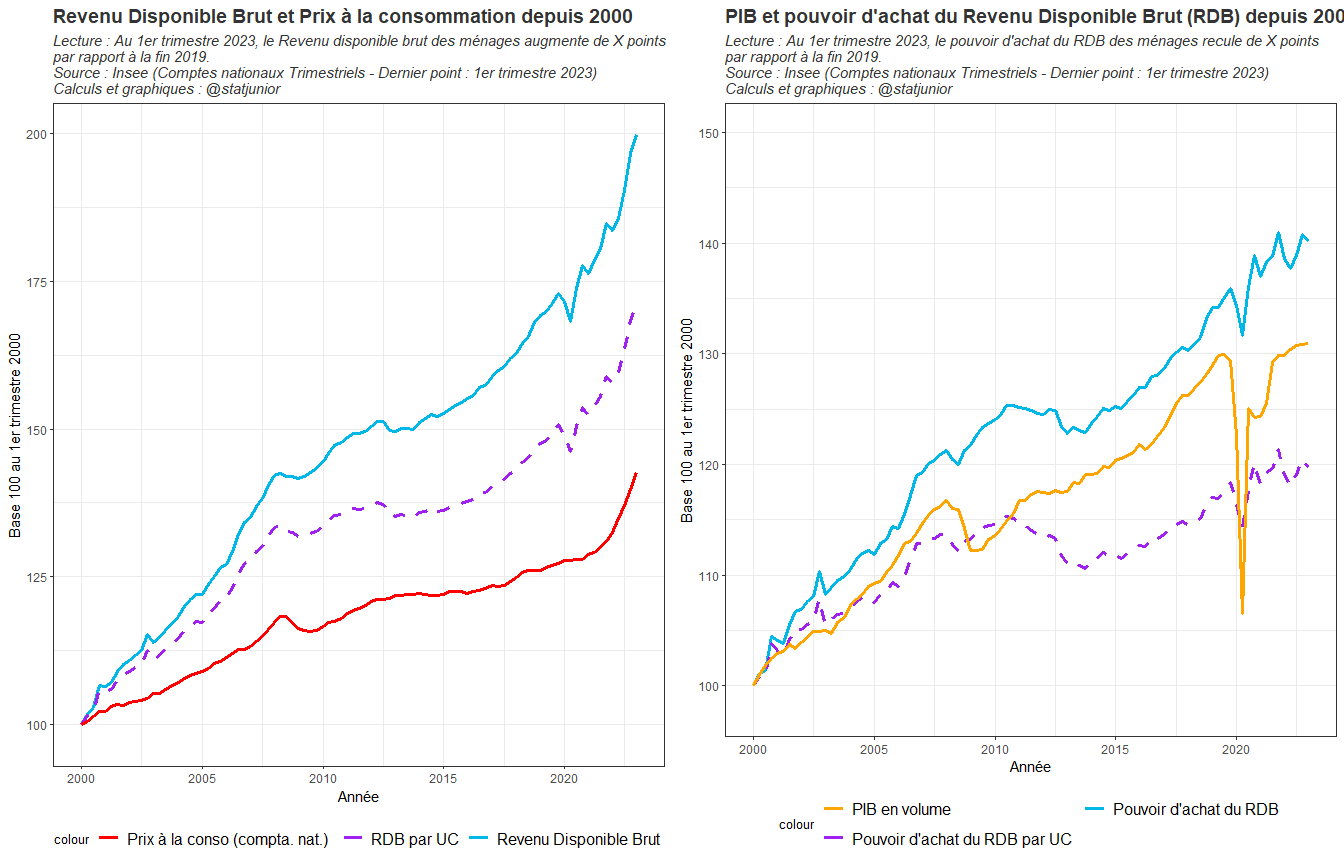 Revenu Disponible Brut et Prix à la consommation depuis 2000
Lecture : Au 1er trimestre 2023, le Revenu disponible brut des ménages augmente de X points
par rapport à la fin 2019.
Source : Insee (Comptes nationaux Trimestriels - Dernier point : 1er trimestre 2023)
Calculs et graphiques : @statjunior
200
175
150
125
100
Base 100 au 1er trimestre 2000
2000
2005
2010
2015
2020
Année
colour
Prix à la conso (compta. nat.)
RDB par UC
Revenu Disponible Brut
PIB et pouvoir d'achat du Revenu Disponible Brut (RDB) depuis 200
Lecture : Au 1er trimestre 2023, le pouvoir d'achat du RDB des ménages recule de X points
par rapport à la fin 2019.
Source : Insee (Comptes nationaux Trimestriels - Dernier point : 1er trimestre 2023)
Calculs et graphiques : @statjunior
150
140
130
120
110
100
Base 100 au 1er trimestre 2000
2000
2005
2010
2015
2020
Année
colour
PIB en volume
Pouvoir d'achat du RDB
Pouvoir d'achat du RDB par UC